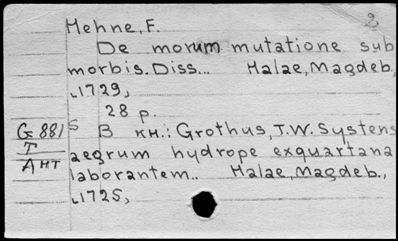 2
Mehne, F.
De morum mutatione sub
morbis. Diss... Halae, Magdeb.,
1729,
28 p.
G 881 S В кн.: Grothus, J.W. Systens
T aegrum hydrope exquartana
Ант laborantem.. Halae, Magdeb.,
1725,